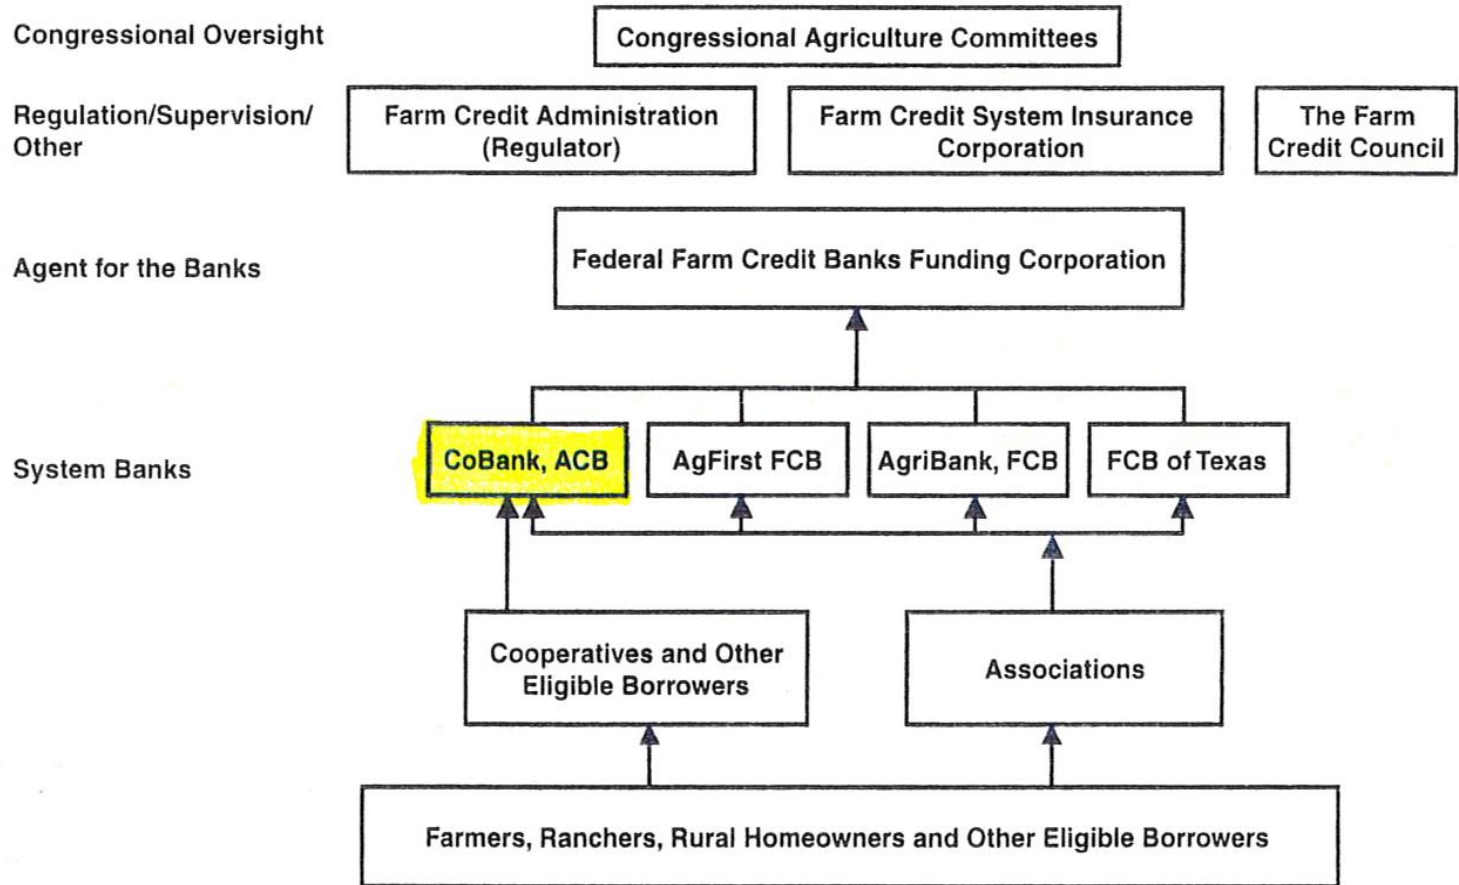 Congressional Oversight
Congressional Agriculture Committees
Regulation/Supervision/
Other
Farm Credit Administration
(Regulator)
Farm Credit System Insurance
Corporation
The Farm
Credit Council
Agent for the Banks
Federal Farm Credit Banks Funding Corporation
System Banks
CoBank, ACB
AgFirst FCB
AgriBank, FCB
FCB of Texas
Cooperatives and Other
Eligible Borrowers
Associations
Farmers, Ranchers, Rural Homeowners and Other Eligible Borrowers